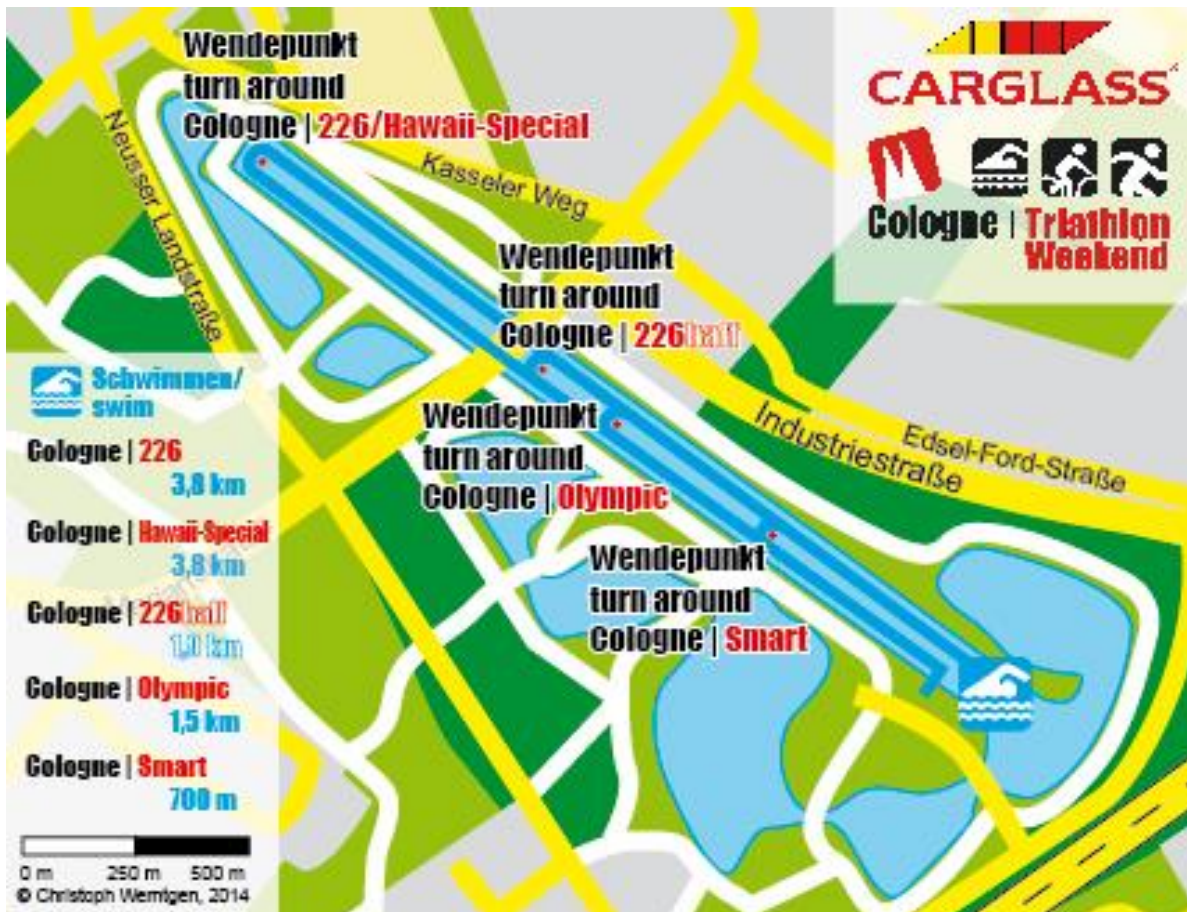 Wendepunkt
turn around
Cologne | 226/Hawaii-Special
CARGLASS
Cologne | Triathlon
Weekend
Neusser Landstraße
Kasseler Weg
Wendepunkt
turn around
Cologne | 226half
Wendepunkt
turn around
Cologne | Olympic
Industriestraße
Edsel-Ford-Straße
Wendepunkt
turn around
Cologne | Smart
Schwimmen/
swim
Cologne | 226
3,8 km
Cologne | Hawaii-Special
3,8 km
Cologne | 226half
km
Cologne | Olympic
1,5 km
Cologne | Smart
700 m
0 m 250 m 500 m
© Christoph Werntgen, 2014